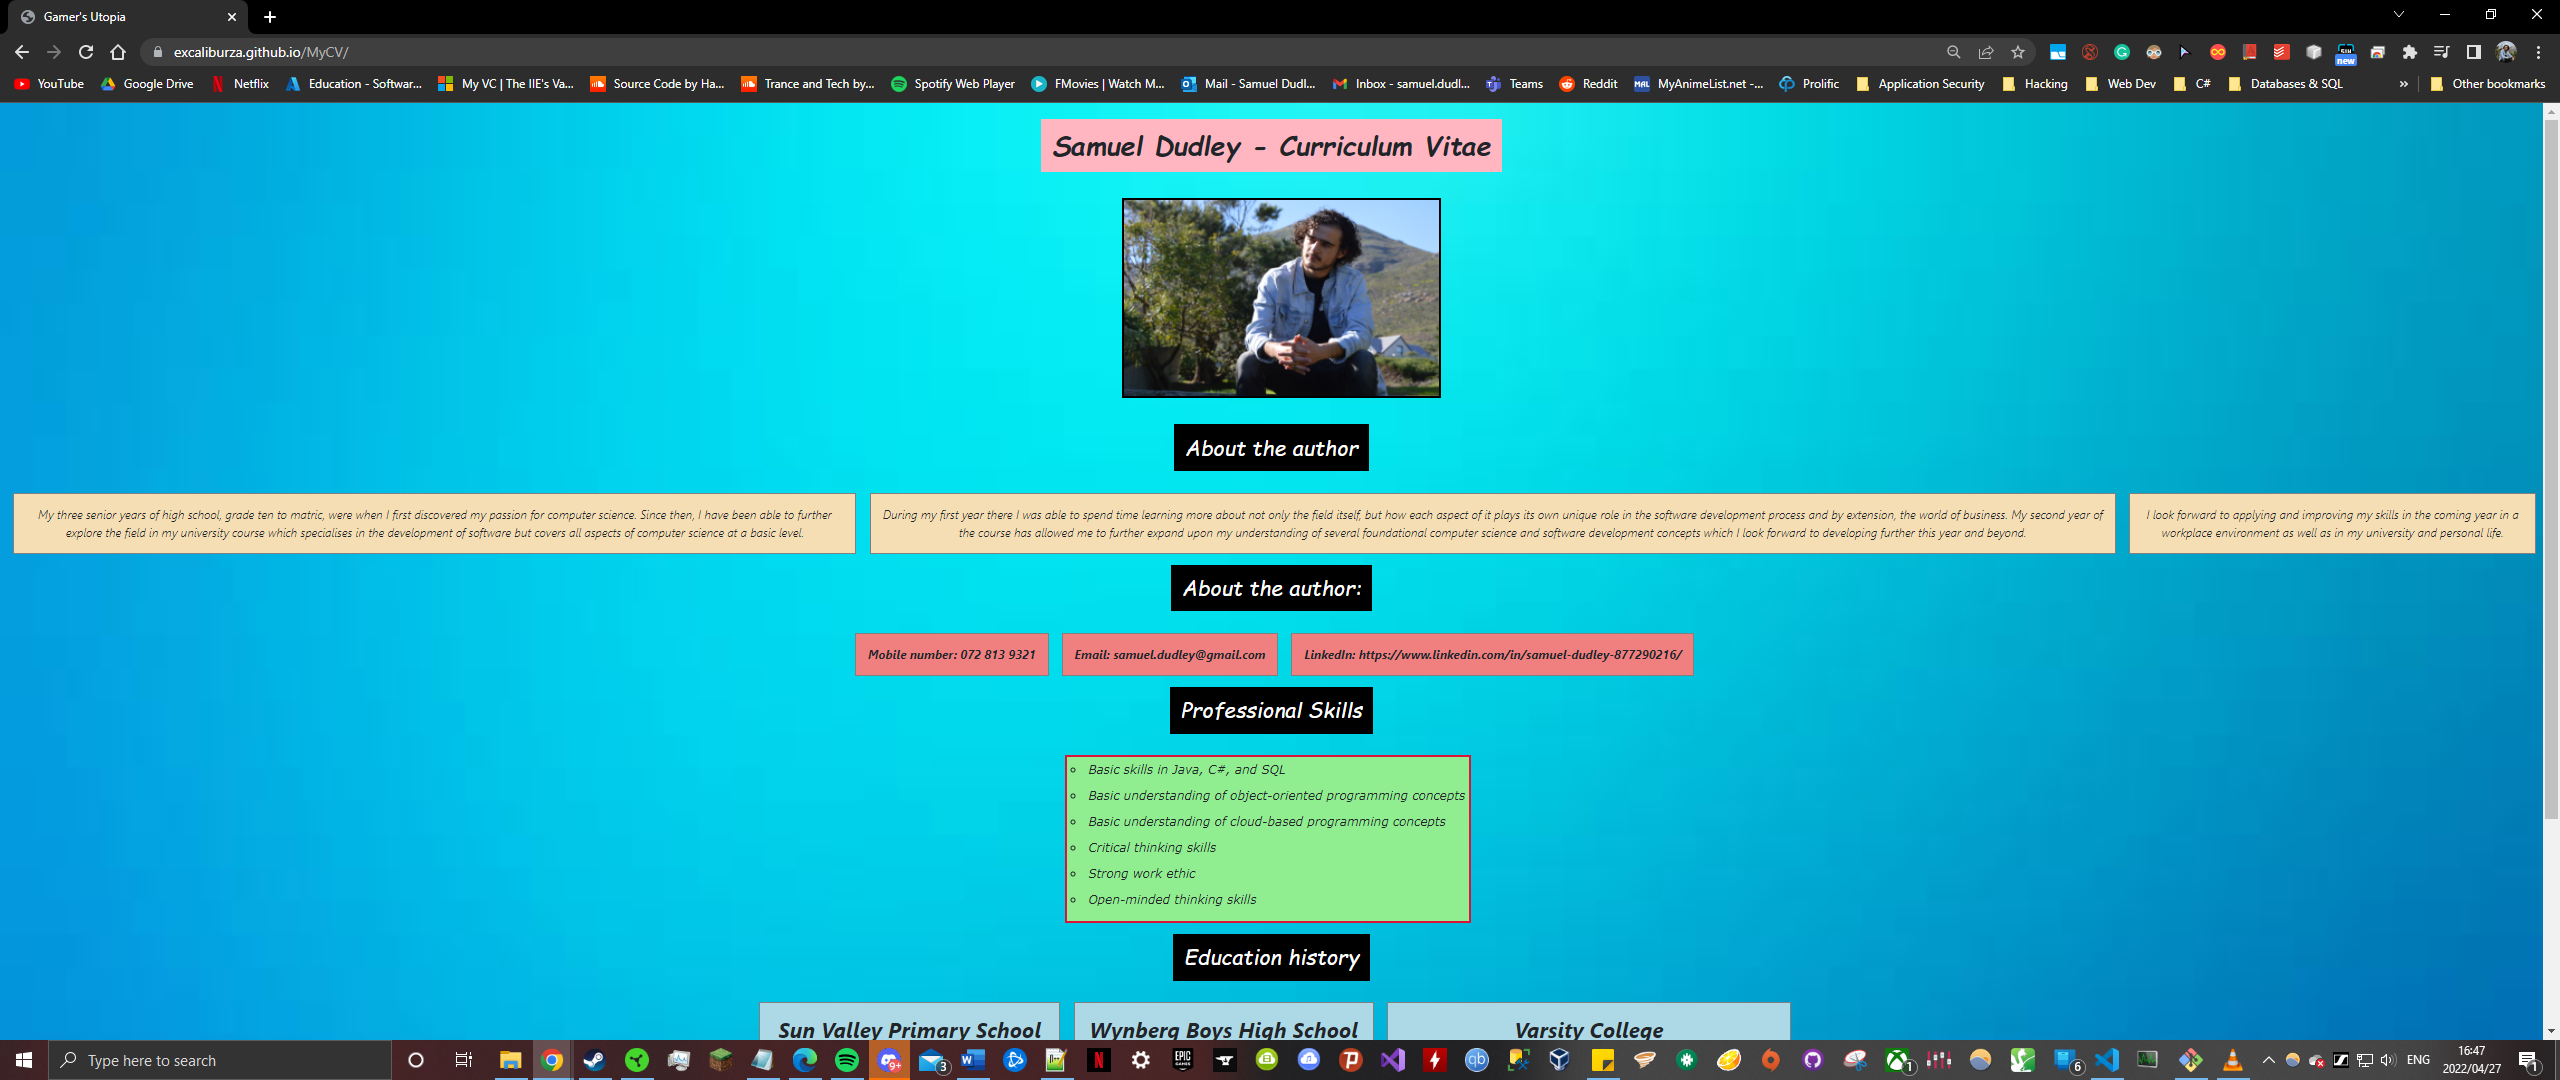 Gamer's Utopia
excaliburza.github.io/MyCV/
YouTube Google Drive Netflix Education - Softwar... My VC | The IIE's Va... Source Code by Ha... Trance and Tech by... Spotify Web Player FMovies | Watch M... Mail - Samuel Dudl... Inbox - samuel.dudl... Teams Reddit MyAnimeList.net -... Prolific Application Security Hacking Web Dev C# Databases & SQL » Other bookmarks
Samuel Dudley - Curriculum Vitae
About the author
My three senior years of high school, grade ten to matric, were when I first discovered my passion for computer science. Since then, I have been able to further
explore the field in my university course which specialises in the development of software but covers all aspects of computer science at a basic level.
During my first year there I was able to spend time learning more about not only the field itself, but how each aspect of it plays its own unique role in the software development process and by extension, the world of business. My second year of
the course has allowed me to further expand upon my understanding of several foundational computer science and software development concepts which I look forward to developing further this year and beyond.
I look forward to applying and improving my skills in the coming year in a
workplace environment as well as in my university and personal life.
About the author:
Mobile number: 072 813 9321
Email: samuel.dudley@gmail.com
LinkedIn: https://www.linkedin.com/in/samuel-dudley-877290216/
Professional Skills
Basic skills in Java, C#, and SQL
Basic understanding of object-oriented programming concepts
Basic understanding of cloud-based programming concepts
Critical thinking skills
Strong work ethic
Open-minded thinking skills
Education history
Sun Valley Primary School
Wynberg Boys High School
Varsity College
Type here to search
ENG
16:47
2022/04/27